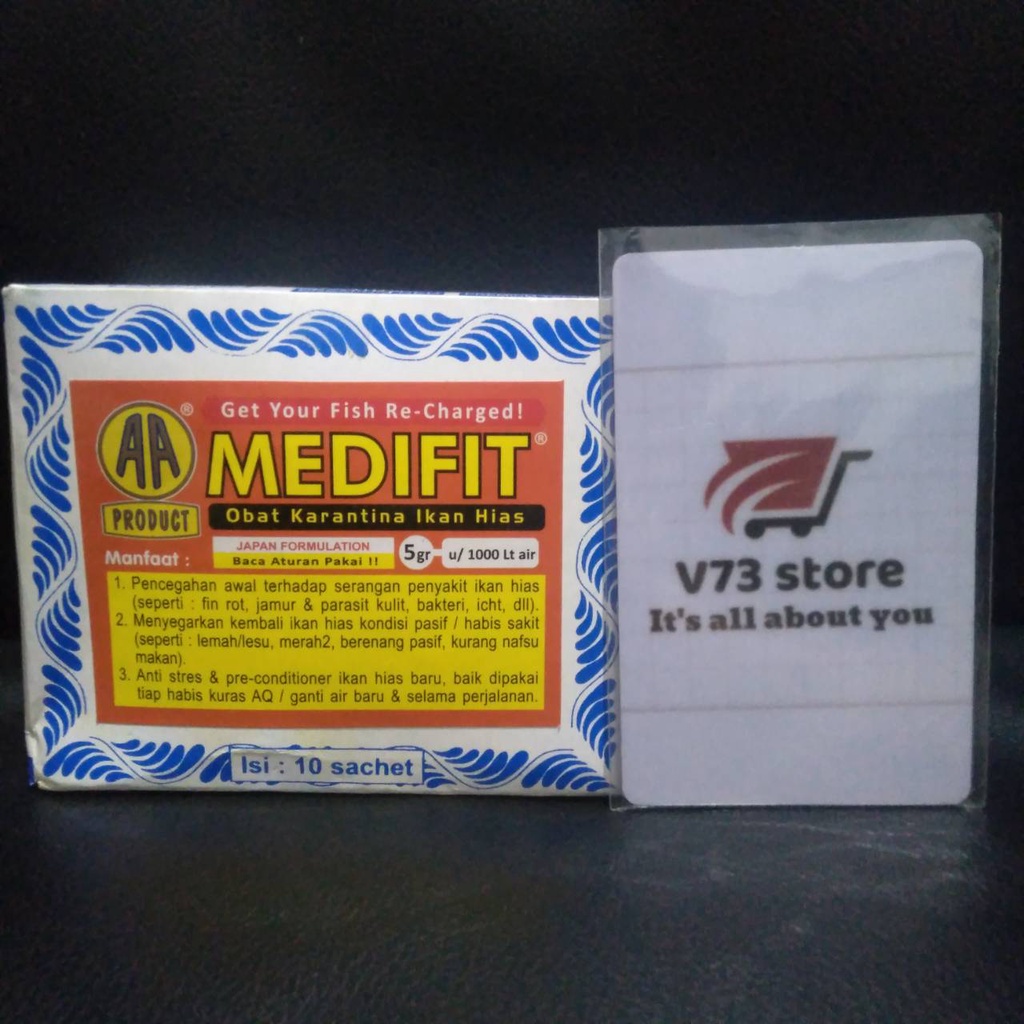 Get Your Fish Re-Charged!
AA
®
MEDIFIT®
PRODUCT
Obat Karantina Ikan Hias
Manfaat :
JAPAN FORMULATION
Baca Aturan Pakai !!
5gr
u/ 1000 Lt air
1. Pencegahan awal terhadap serangan penyakit ikan hias
(seperti : fin rot, jamur & parasit kulit, bakteri, icht, dll).
2. Menyegarkan kembali ikan hias kondisi pasif / habis sakit
(seperti : lemah/lesu, merah2, berenang pasif, kurang nafsu
makan).
3. Anti stres & pre-conditioner ikan hias baru, baik dipakai
tiap habis kuras AQ / ganti air baru & selama perjalanan.
Isi : 10 sachet
V73 store
It's all about you